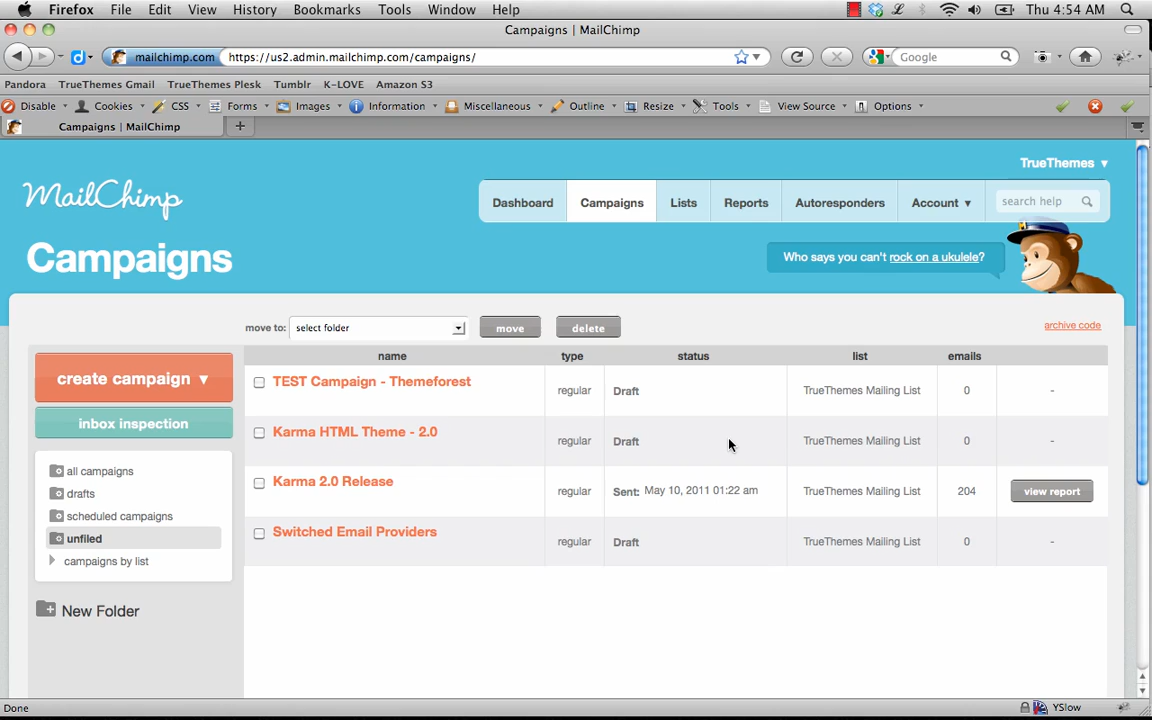 Firefox File Edit View History Bookmarks Tools Window Help Thu 4:54 AM
Campaigns | MailChimp
mailchimp.com https://us2.admin.mailchimp.com/campaigns/ Google
Pandora TrueThemes Gmail TrueThemes Plesk Tumblr K-LOVE Amazon S3
Disable Cookies CSS Forms Images Information Miscellaneous Outline Resize Tools View Source Options
Campaigns | MailChimp
TrueThemes
MailChimp
Dashboard Campaigns Lists Reports Autoresponders Account search help
Campaigns
Who says you can't rock on a ukulele?
move to: select folder move delete archive code
name type status list emails
create campaign
inbox inspection
all campaigns
drafts
scheduled campaigns
unfiled
campaigns by list
New Folder
TEST Campaign - Themeforest regular Draft TrueThemes Mailing List 0 -
Karma HTML Theme - 2.0 regular Draft TrueThemes Mailing List 0 -
Karma 2.0 Release regular Sent: May 10, 2011 01:22 am TrueThemes Mailing List 204 view report
Switched Email Providers regular Draft TrueThemes Mailing List 0 -
Done YSlow